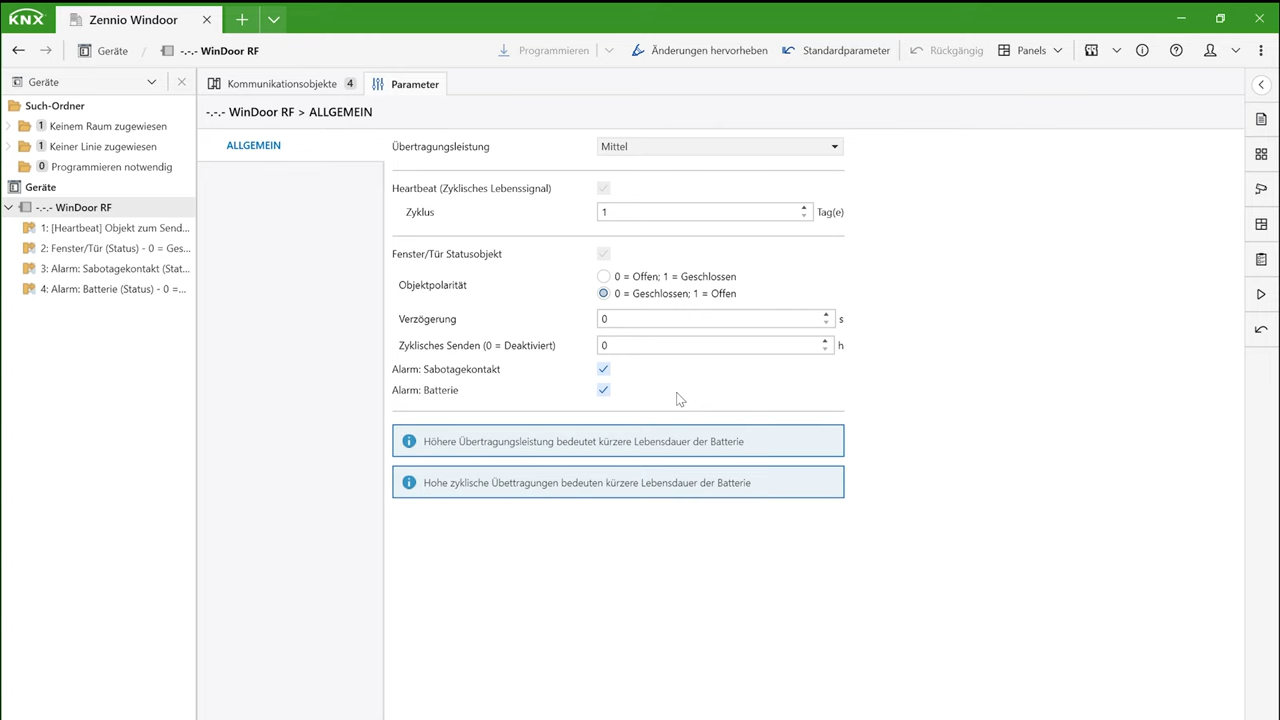 KNX
Zennio Windoor
Geräte / -.-.- WinDoor RF
Programmieren
Änderungen hervorheben
Standardparameter
Rückgängig
Panels
Geräte
Kommunikationsobjekte 4
Parameter
Such-Ordner
1 Keinem Raum zugewiesen
1 Keiner Linie zugewiesen
0 Programmieren notwendig
Geräte
-.-.- WinDoor RF
1: [Heartbeat] Objekt zum Send...
2: Fenster/Tür (Status) - 0 = Ges...
3: Alarm: Sabotagekontakt (Stat...
4: Alarm: Batterie (Status) - 0 =...
-.-.- WinDoor RF > ALLGEMEIN
ALLGEMEIN
Übertragungsleistung Mittel
Heartbeat (Zyklisches Lebenssignal)
Zyklus 1 Tag(e)
Fenster/Tür Statusobjekt
Objektpolarität
0 = Offen; 1 = Geschlossen
0 = Geschlossen; 1 = Offen
Verzögerung 0 s
Zyklisches Senden (0 = Deaktiviert) 0 h
Alarm: Sabotagekontakt
Alarm: Batterie
Höhere Übertragungsleistung bedeutet kürzere Lebensdauer der Batterie
Hohe zyklische Übettragungen bedeuten kürzere Lebensdauer der Batterie